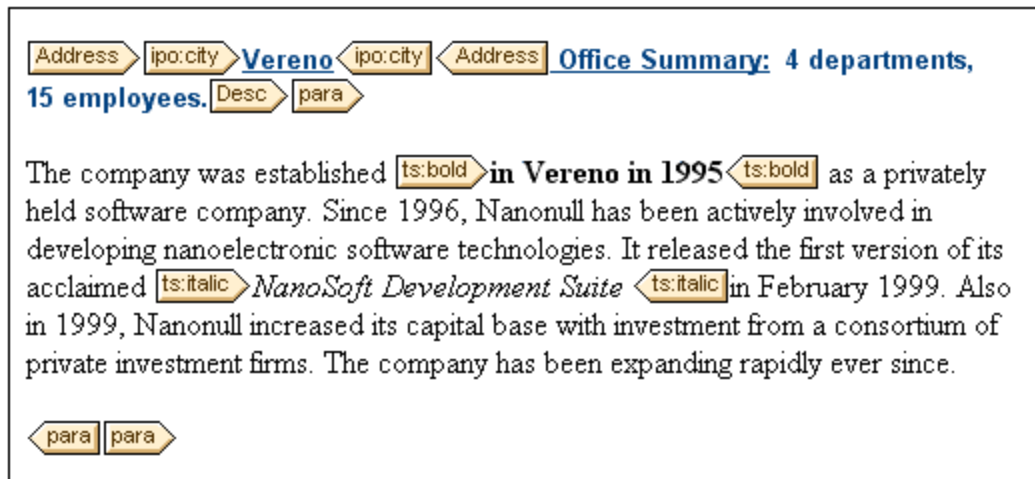 Address ipo:city Vereno ipo:city Address Office Summary: 4 departments,
15 employees. Desc para
The company was established ts:bold in Vereno in 1995 ts:bold as a privately
held software company. Since 1996, Nanonull has been actively involved in
developing nanoelectronic software technologies. It released the first version of its
acclaimed ts:italic NanoSoft Development Suite ts:italic in February 1999. Also
in 1999, Nanonull increased its capital base with investment from a consortium of
private investment firms. The company has been expanding rapidly ever since.
para para